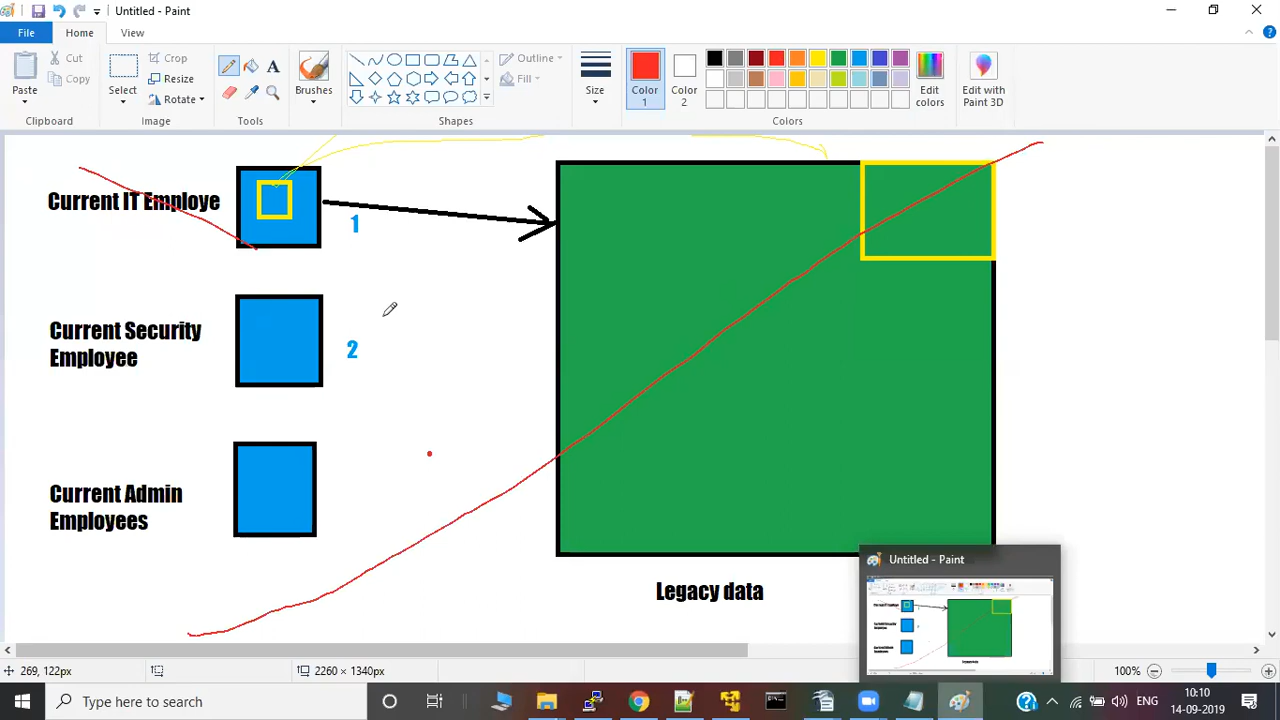 Untitled - Paint
File
Home
View
Paste
Cut
Copy
Clipboard
Select
Crop
Resize
Rotate
Image
A
Tools
Brushes
Outline
Fill
Shapes
Size
Color
1
Color
2
Edit
colors
Edit with
Paint 3D
Colors
Current IT Employe
1
Current Security
Employee
2
Current Admin
Employees
Legacy data
Untitled - Paint
269, 122px
2260 × 1340px
100%
Type here to search
ENG
10:10
14-09-2019